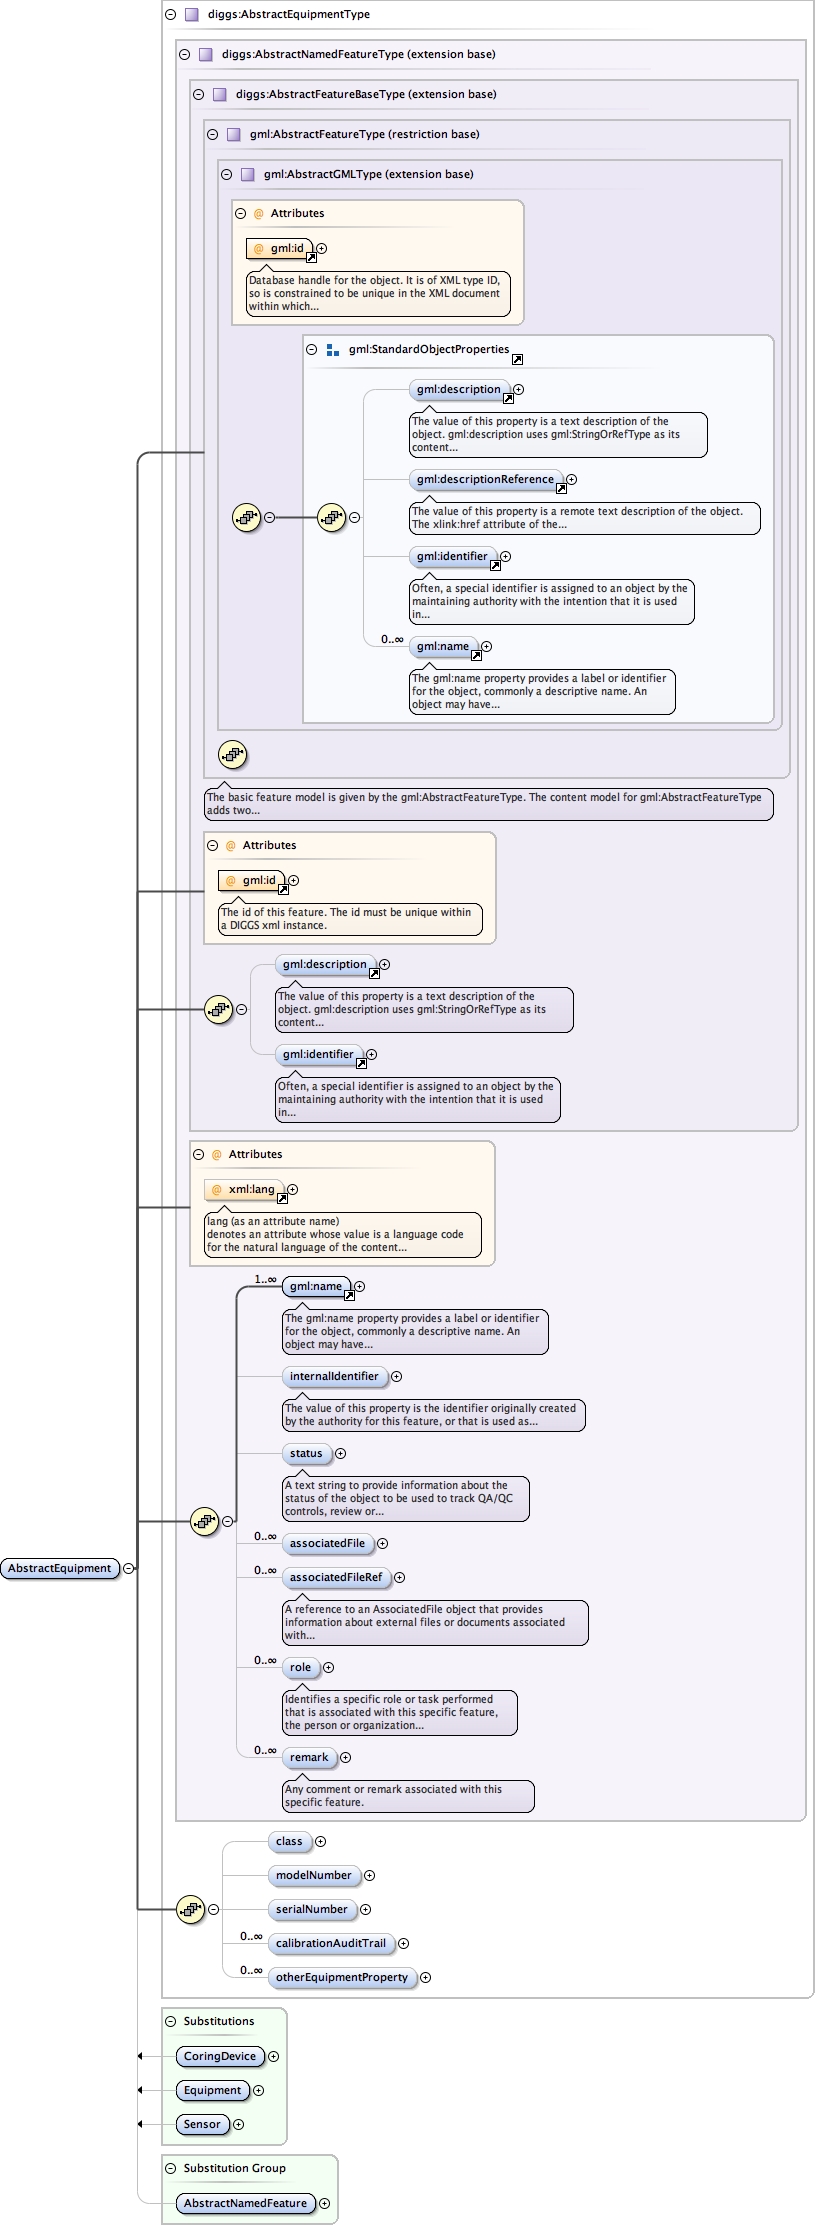 diggs:AbstractEquipmentType
diggs:AbstractNamedFeatureType (extension base)
diggs:AbstractFeatureBaseType (extension base)
gml:AbstractFeatureType (restriction base)
gml:AbstractGMLType (extension base)
@ Attributes
@ gml:id
Database handle for the object. It is of XML type ID,
so is constrained to be unique in the XML document
within which...
gml:StandardObjectProperties
gml:description
The value of this property is a text description of the
object. gml:description uses gml:StringOrRefType as its
content...
gml:descriptionReference
The value of this property is a remote text description of the object.
The xlink:href attribute of the...
gml:identifier
Often, a special identifier is assigned to an object by the
maintaining authority with the intention that it is used
in...
0..∞
gml:name
The gml:name property provides a label or identifier
for the object, commonly a descriptive name. An
object may have...
The basic feature model is given by the gml:AbstractFeatureType. The content model for gml:AbstractFeatureType
adds two...
@ Attributes
@ gml:id
The id of this feature. The id must be unique within
a DIGGS xml instance.
gml:description
The value of this property is a text description of the
object. gml:description uses gml:StringOrRefType as its
content...
gml:identifier
Often, a special identifier is assigned to an object by the
maintaining authority with the intention that it is used
in...
@ Attributes
@ xml:lang
lang (as an attribute name)
denotes an attribute whose value is a language code
for the natural language of the content...
1..∞
gml:name
The gml:name property provides a label or identifier
for the object, commonly a descriptive name. An
object may have...
internalIdentifier
The value of this property is the identifier originally created
by the authority for this feature, or that is used as...
status
A text string to provide information about the
status of the object to be used to track QA/QC
controls, review or...
0..∞
associatedFile
0..∞
associatedFileRef
A reference to an AssociatedFile object that provides
information about external files or documents associated
with...
0..∞
role
Identifies a specific role or task performed
that is associated with this specific feature,
the person or organization...
0..∞
remark
Any comment or remark associated with this
specific feature.
AbstractEquipment
class
modelNumber
serialNumber
0..∞
calibrationAuditTrail
0..∞
otherEquipmentProperty
Substitutions
CoringDevice
Equipment
Sensor
Substitution Group
AbstractNamedFeature